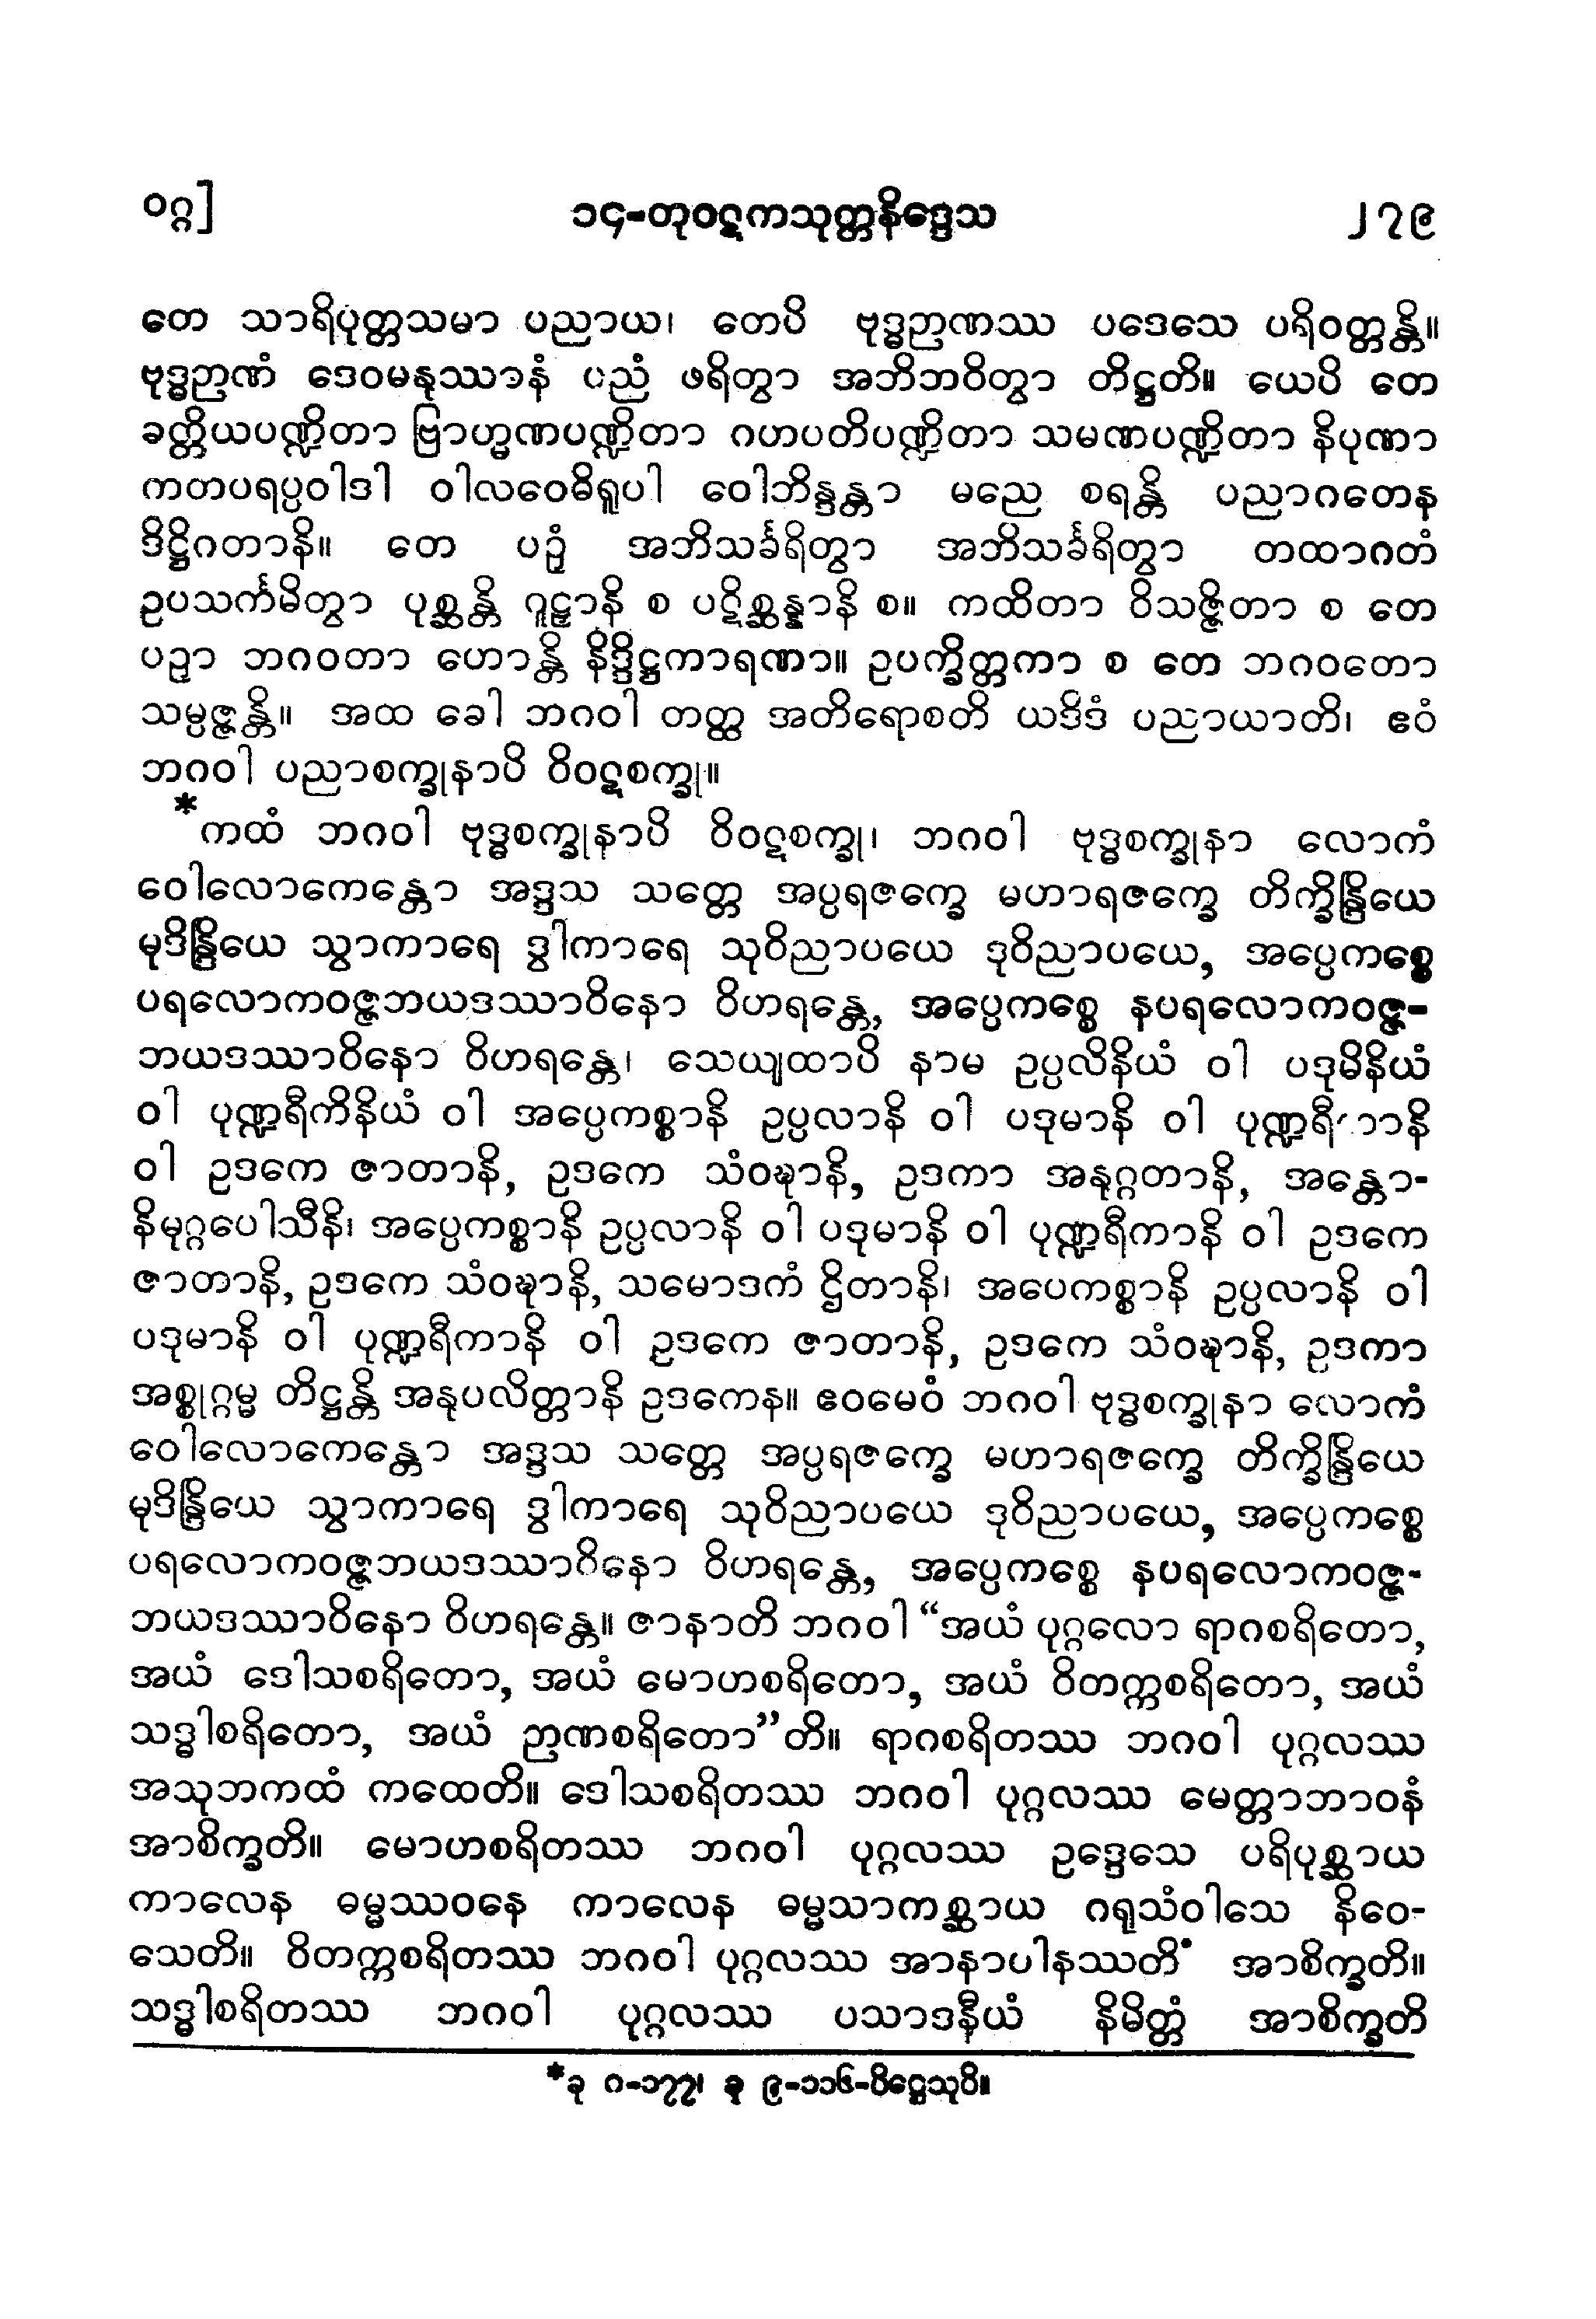 ဝဂ္ဂ] ၁၄-တုဝဋ္ဋကသုတ္တနိဒ္ဒေသ ၂၇၉
တေ သာရိပုတ္တသမာ ပညာယ၊ တေပိ ဗုဒ္ဓဉာဏဿ ပဒေသေ ပရိဝတ္တန္တိ။
ဗုဒ္ဓဉာဏံ ဒေဝမနုဿာနံ ပညံ ဖရိတွာ အဘိဘဝိတွာ တိဋ္ဌတိ။ ယေပိ တေ
ခတ္တိယပဏ္ဍိတာ ဗြာဟ္မဏပဏ္ဍိတာ ဂဟပတိပဏ္ဍိတာ သမဏပဏ္ဍိတာ နိပုဏာ
ကတပရပ္ပဝါဒါ ဝါလဝေဓိရူပါ ဝေါဘိန္ဒန္တာ မညေ စရန္တိ ပညာဂတေန
ဒိဋ္ဌိဂတာနိ။ တေ ပဉှံ အဘိသင်္ခရိတွာ အဘိသင်္ခရိတွာ တထာဂတံ
ဥပသင်္ကမိတွာ ပုစ္ဆန္တိ ဂူဠှာနိ စ ပဋိစ္ဆန္နာနိ စ။ ကထိတာ ဝိသဇ္ဇိတာ စ တေ
ပဉှာ ဘဂဝတာ ဟောန္တိ နိဒ္ဒိဋ္ဌကာရဏာ။ ဥပက္ခိတ္တကာ စ တေ ဘဂဝတော
သမ္ပဇ္ဇန္တိ။ အထ ခေါ ဘဂဝါ တတ္ထ အတိရောစတိ ယဒိဒံ ပညာယာတိ၊ ဧဝံ
ဘဂဝါ ပညာစက္ခုနာပိ ဝိဝဋစက္ခု။
*ကထံ ဘဂဝါ ဗုဒ္ဓစက္ခုနာပိ ဝိဝဋစက္ခု၊ ဘဂဝါ ဗုဒ္ဓစက္ခုနာ လောကံ
ဝေါလောကေန္တော အဒ္ဒသ သတ္တေ အပ္ပရဇက္ခေ မဟာရဇက္ခေ တိက္ခိန္ဒြိယေ
မုဒိန္ဒြိယေ သွာကာရေ ဒွါကာရေ သုဝိညာပယေ ဒုဝိညာပယေ, အပ္ပေကစ္စေ
ပရလောကဝဇ္ဇဘယဒဿာဝိနော ဝိဟရန္တေ, အပ္ပေကစ္စေ နပရလောကဝဇ္ဇ-
ဘယဒဿာဝိနော ဝိဟရန္တေ၊ သေယျထာပိ နာမ ဥပ္ပလိနိယံ ဝါ ပဒုမိနိယံ
ဝါ ပုဏ္ဍရီကိနိယံ ဝါ အပ္ပေကစ္စာနိ ဥပ္ပလာနိ ဝါ ပဒုမာနိ ဝါ ပုဏ္ဍရီကာနိ
ဝါ ဥဒကေ ဇာတာနိ, ဥဒကေ သံဝဍ္ဎာနိ, ဥဒကာ အနုဂ္ဂတာနိ, အန္တော-
နိမုဂ္ဂပေါသီနိ၊ အပ္ပေကစ္စာနိ ဥပ္ပလာနိ ဝါ ပဒုမာနိ ဝါ ပုဏ္ဍရီကာနိ ဝါ ဥဒကေ
ဇာတာနိ, ဥဒကေ သံဝဍ္ဎာနိ, သမောဒကံ ဌိတာနိ၊ အပေကစ္စာနိ ဥပ္ပလာနိ ဝါ
ပဒုမာနိ ဝါ ပုဏ္ဍရီကာနိ ဝါ ဥဒကေ ဇာတာနိ, ဥဒကေ သံဝဍ္ဎာနိ, ဥဒကာ
အစ္စုဂ္ဂမ္မ တိဋ္ဌန္တိ အနုပလိတ္တာနိ ဥဒကေန။ ဧဝမေဝံ ဘဂဝါ ဗုဒ္ဓစက္ခုနာ လောကံ
ဝေါလောကေန္တော အဒ္ဒသ သတ္တေ အပ္ပရဇက္ခေ မဟာရဇက္ခေ တိက္ခိန္ဒြိယေ
မုဒိန္ဒြိယေ သွာကာရေ ဒွါကာရေ သုဝိညာပယေ ဒုဝိညာပယေ, အပ္ပေကစ္စေ
ပရလောကဝဇ္ဇဘယဒဿာဝိနော ဝိဟရန္တေ, အပ္ပေကစ္စေ နပရလောကဝဇ္ဇ-
ဘယဒဿာဝိနော ဝိဟရန္တေ။ ဇာနာတိ ဘဂဝါ “အယံ ပုဂ္ဂလော ရာဂစရိတော,
အယံ ဒေါသစရိတော, အယံ မောဟစရိတော, အယံ ဝိတက္ကစရိတော, အယံ
သဒ္ဓါစရိတော, အယံ ဉာဏစရိတော”တိ။ ရာဂစရိတဿ ဘဂဝါ ပုဂ္ဂလဿ
အသုဘကထံ ကထေတိ။ ဒေါသစရိတဿ ဘဂဝါ ပုဂ္ဂလဿ မေတ္တာဘာဝနံ
အာစိက္ခတိ။ မောဟစရိတဿ ဘဂဝါ ပုဂ္ဂလဿ ဥဒ္ဒေသေ ပရိပုစ္ဆာယ
ကာလေန ဓမ္မဿဝနေ ကာလေန ဓမ္မသာကစ္ဆာယ ဂရုသံဝါသေ နိဝေ-
သေတိ။ ဝိတက္ကစရိတဿ ဘဂဝါ ပုဂ္ဂလဿ အာနာပါနဿတိံ အာစိက္ခတိ။
သဒ္ဓါစရိတဿ ဘဂဝါ ပုဂ္ဂလဿ ပသာဒနီယံ နိမိတ္တံ အာစိက္ခတိ
*ခု ၈-၁၇၇၊ ခု ၉-၁၁၆-ပိဋ္ဌေသုပိ။